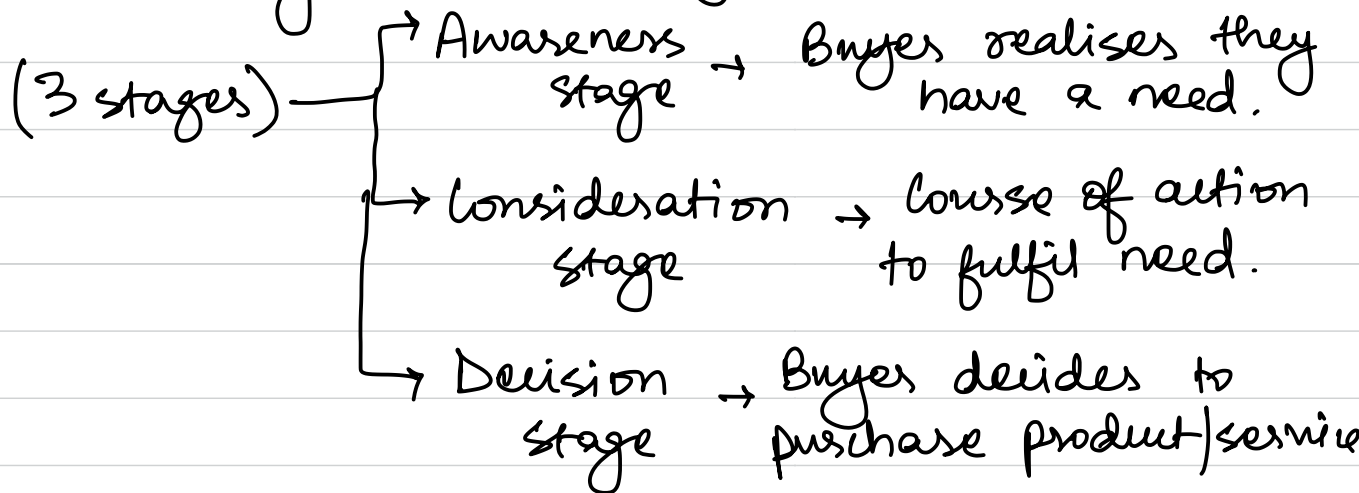 Awareness
Buyer realises they
(3 stages)
stage →
have a need.
Consideration → Course of action
stage
to fulfil need.
Decision → Buyer decides to
stage
purchase product/service